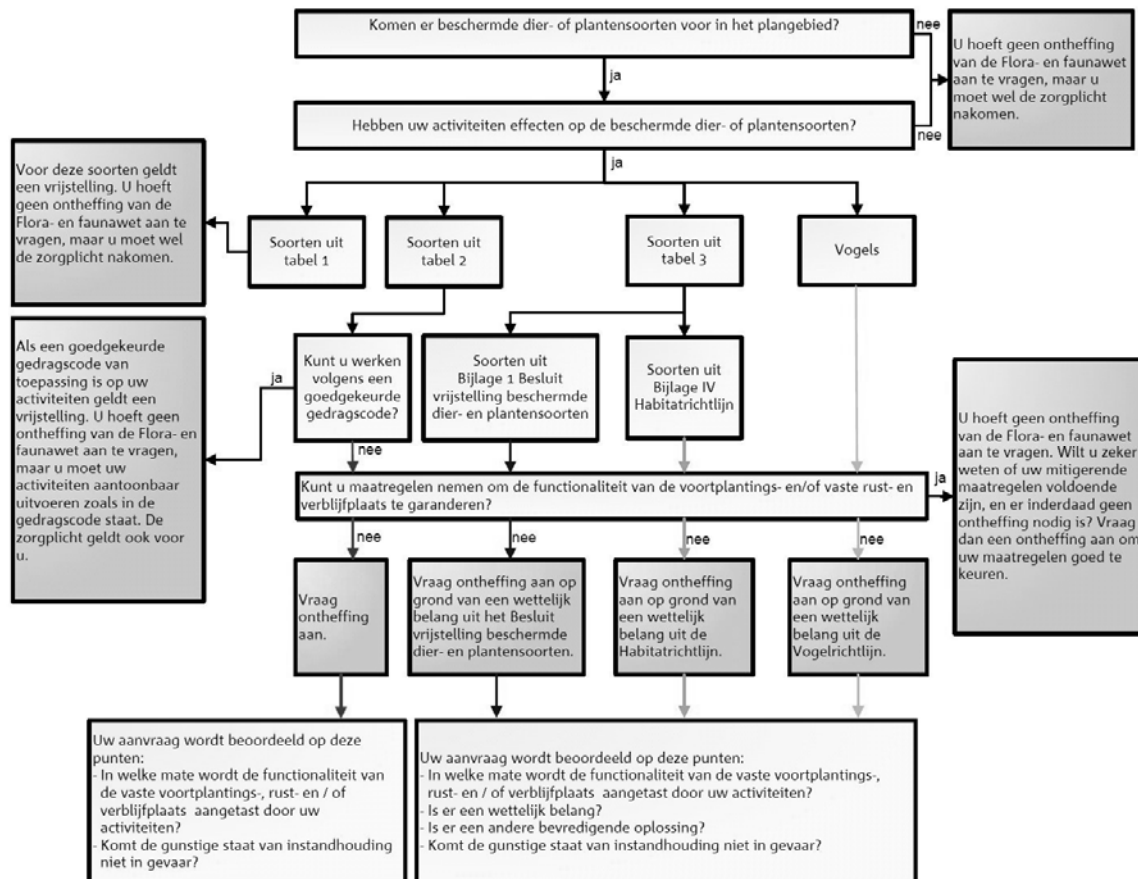 Komen er beschermde dier- of plantensoorten voor in het plangebied?
nee
U hoeft geen ontheffing
van de Flora- en faunawet
aan te vragen, maar u
moet wel de zorgplicht
nakomen.
ja
Hebben uw activiteiten effecten op de beschermde dier- of plantensoorten?
nee
ja
Voor deze soorten geldt
een vrijstelling. U hoeft
geen ontheffing van de
Flora- en faunawet aan te
vragen, maar u moet wel
de zorgplicht nakomen.
Soorten uit
tabel 1
Soorten uit
tabel 2
Soorten uit
tabel 3
Vogels
Als een goedgekeurde
gedragscode van
toepassing is op uw
activiteiten geldt een
vrijstelling. U hoeft geen
ontheffing van de Flora- en
faunawet aan te vragen,
maar u moet uw
activiteiten aantoonbaar
uitvoeren zoals in de
gedragscode staat. De
zorgplicht geldt ook voor
u.
ja
Kunt u werken
volgens een
goedgekeurde
gedragscode?
Soorten uit
Bijlage 1 Besluit
vrijstelling beschermde
dier- en plantensoorten
Soorten uit
Bijlage IV
Habitatrichtlijn
nee
Kunt u maatregelen nemen om de functionaliteit van de voortplantings- en/of vaste rust- en
verblijfplaats te garanderen?
ja
U hoeft geen ontheffing
van de Flora- en faunawet
aan te vragen. Wilt u zeker
weten of uw mitigerende
maatregelen voldoende
zijn, en er inderdaad geen
ontheffing nodig is? Vraag
dan een ontheffing aan om
uw maatregelen goed te
keuren.
nee
nee
nee
nee
Vraag
ontheffing
aan.
Vraag ontheffing aan op
grond van een wettelijk
belang uit het Besluit
vrijstelling beschermde
dier- en plantensoorten.
Vraag ontheffing
aan op grond van
een wettelijk
belang uit de
Habitatrichtlijn.
Vraag ontheffing
aan op grond van
een wettelijk
belang uit de
Vogelrichtlijn.
Uw aanvraag wordt beoordeeld op deze
punten:
- In welke mate wordt de functionaliteit van
de vaste voortplantings-, rust- en / of
verblijfplaats aangetast door uw
activiteiten?
- Komt de gunstige staat van instandhouding
niet in gevaar?
Uw aanvraag wordt beoordeeld op deze punten:
- In welke mate wordt de functionaliteit van de vaste voortplantings-,
rust- en / of verblijfplaats aangetast door uw activiteiten?
- Is er een wettelijk belang?
- Is er een andere bevredigende oplossing?
- Komt de gunstige staat van instandhouding niet in gevaar?